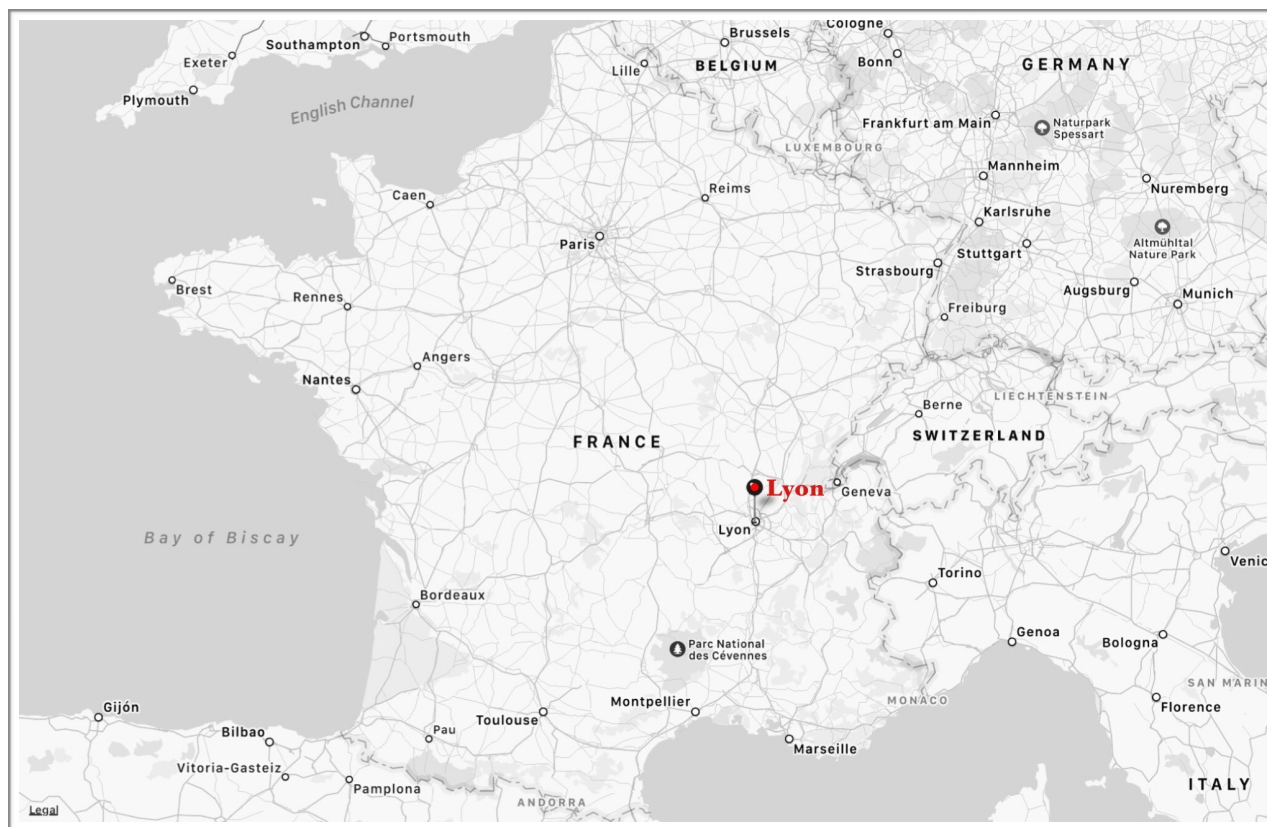 Cologne
Brussels
Portsmouth
Southampton
Exeter
Bonn
BELGIUM
GERMANY
Lille
Plymouth
English Channel
Frankfurt am Main
Naturpark
Spessart
LUXEMBOURG
Mannheim
Nuremberg
Reims
Caen
Karlsruhe
Paris
Stuttgart
Altmühltal
Nature Park
Strasbourg
Brest
Rennes
Augsburg
Munich
Freiburg
Angers
Nantes
LIECHTENSTEIN
Berne
FRANCE
SWITZERLAND
Lyon
Geneva
Lyon
Bay of Biscay
Venic
Torino
Bordeaux
Genoa
Bologna
Parc National
des Cévennes
SAN MARIN
MONACO
Montpellier
Gijón
Florence
Toulouse
Pau
Bilbao
Marseille
Vitoria-Gasteiz
Pamplona
ITALY
ANDORRA
Legal